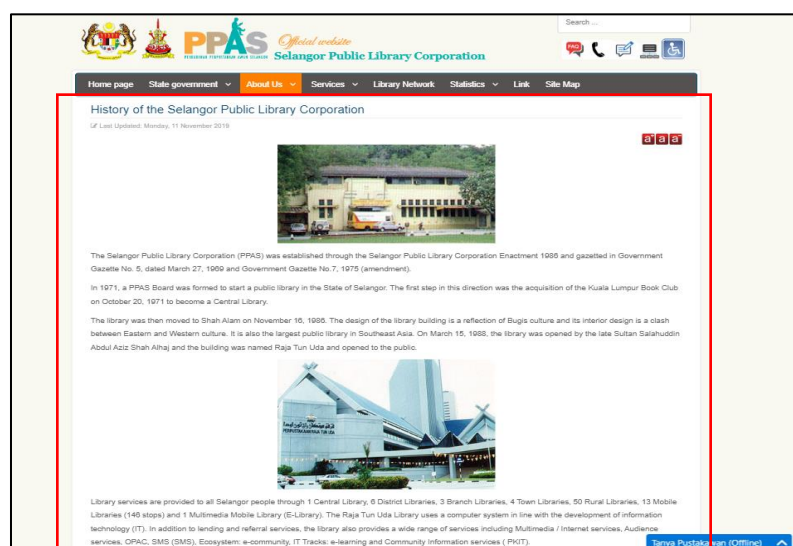 Search ...
PPAS
PERBADANAN PERPUSTAKAAN AWAM SELANGOR
Official website
Selangor Public Library Corporation
FAQ
Home page State government About Us Services Library Network Statistics Link Site Map
History of the Selangor Public Library Corporation
Last Updated: Monday, 11 November 2019
a a a
The Selangor Public Library Corporation (PPAS) was established through the Selangor Public Library Corporation Enactment 1986 and gazetted in Government
Gazette No. 5, dated March 27, 1969 and Government Gazette No.7, 1975 (amendment).
In 1971, a PPAS Board was formed to start a public library in the State of Selangor. The first step in this direction was the acquisition of the Kuala Lumpur Book Club
on October 20, 1971 to become a Central Library.
The library was then moved to Shah Alam on November 16, 1986. The design of the library building is a reflection of Bugis culture and its interior design is a clash
between Eastern and Western culture. It is also the largest public library in Southeast Asia. On March 15, 1988, the library was opened by the late Sultan Salahuddin
Abdul Aziz Shah Alhaj and the building was named Raja Tun Uda and opened to the public.
PERPUSTAKAAN RAJA TUN UDA
Library services are provided to all Selangor people through 1 Central Library, 6 District Libraries, 3 Branch Libraries, 4 Town Libraries, 50 Rural Libraries, 13 Mobile
Libraries (146 stops) and 1 Multimedia Mobile Library (E-Library). The Raja Tun Uda Library uses a computer system in line with the development of information
technology (IT). In addition to lending and referral services, the library also provides a wide range of services including Multimedia / Internet services, Audience
services, OPAC, SMS (SMS), Ecosystem: e-community, IT Tracks: e-learning and Community Information services ( PKIT).
Tanya Pustakawan (Offline)